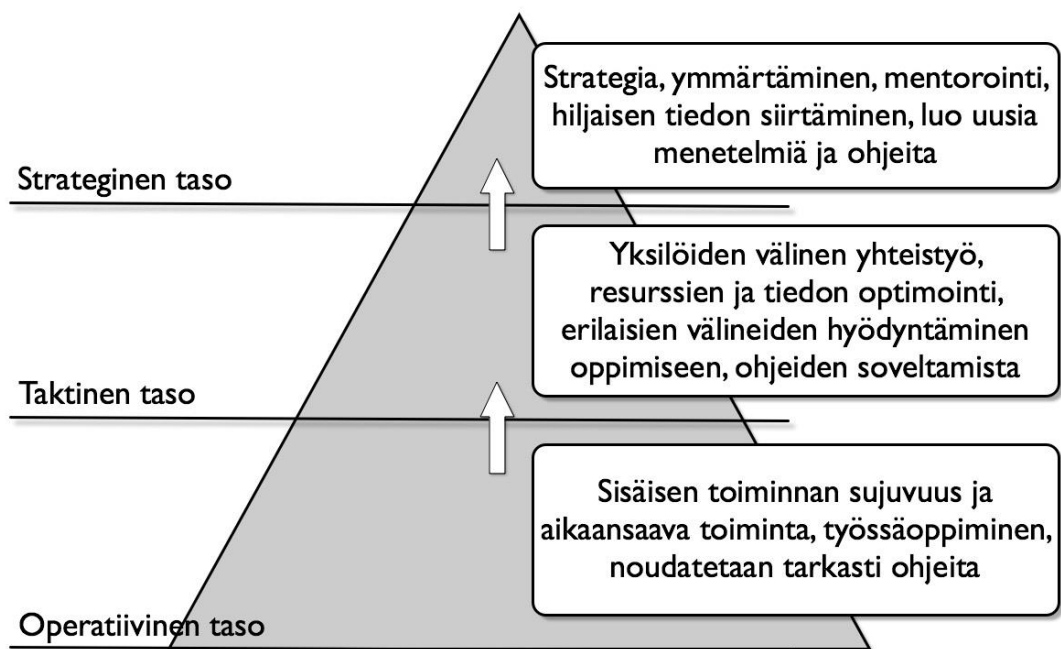 Strategia, ymmärtäminen, mentorointi,
hiljaisen tiedon siirtäminen, luo uusia
menetelmiä ja ohjeita
Strateginen taso
Yksilöiden välinen yhteistyö,
resurssien ja tiedon optimointi,
erilaisien välineiden hyödyntäminen
oppimiseen, ohjeiden soveltamista
Taktinen taso
Sisäisen toiminnan sujuvuus ja
aikaansaava toiminta, työssäoppiminen,
noudatetaan tarkasti ohjeita
Operatiivinen taso